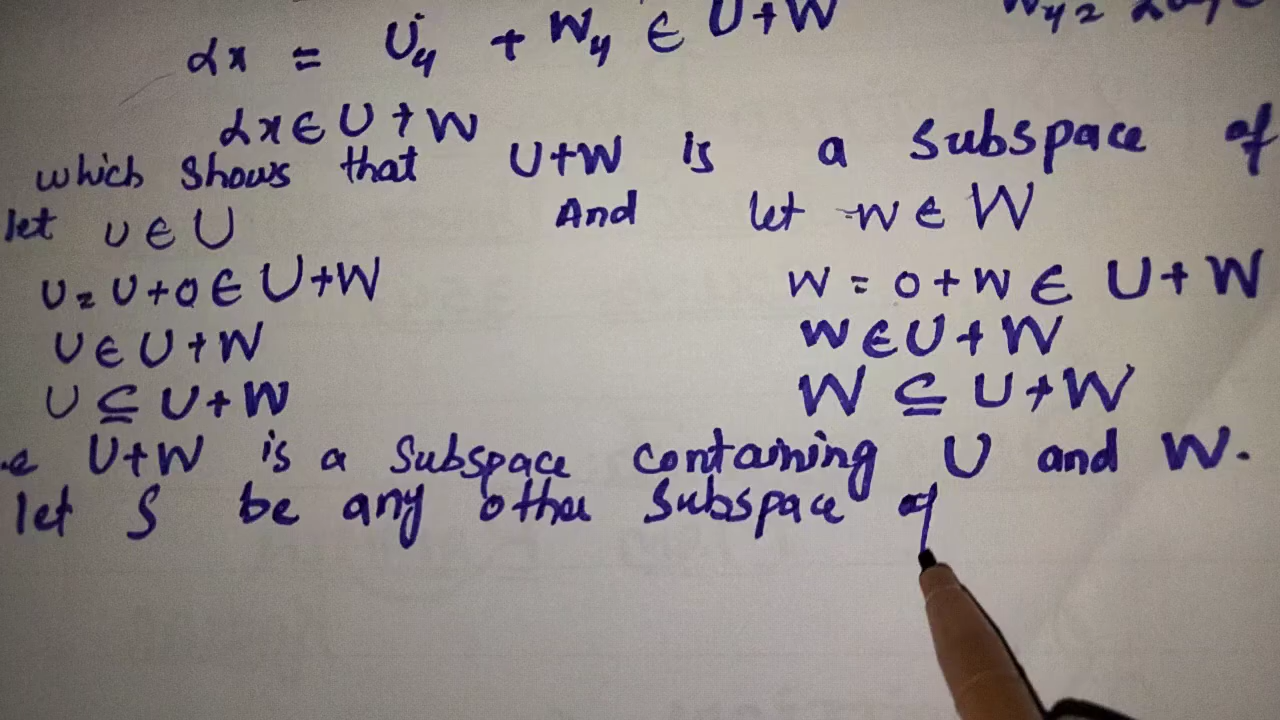 αx = U₄ + W₄ ∈ U+W
αx ∈ U + W
which shows that U+W is a subspace of
let u ∈ U And let w ∈ W
u = u + 0 ∈ U+W w = 0 + w ∈ U + W
u ∈ U + W w ∈ U + W
U ⊆ U + W W ⊆ U + W
.e U+W is a subspace containing U and W.
let S be any other subspace of